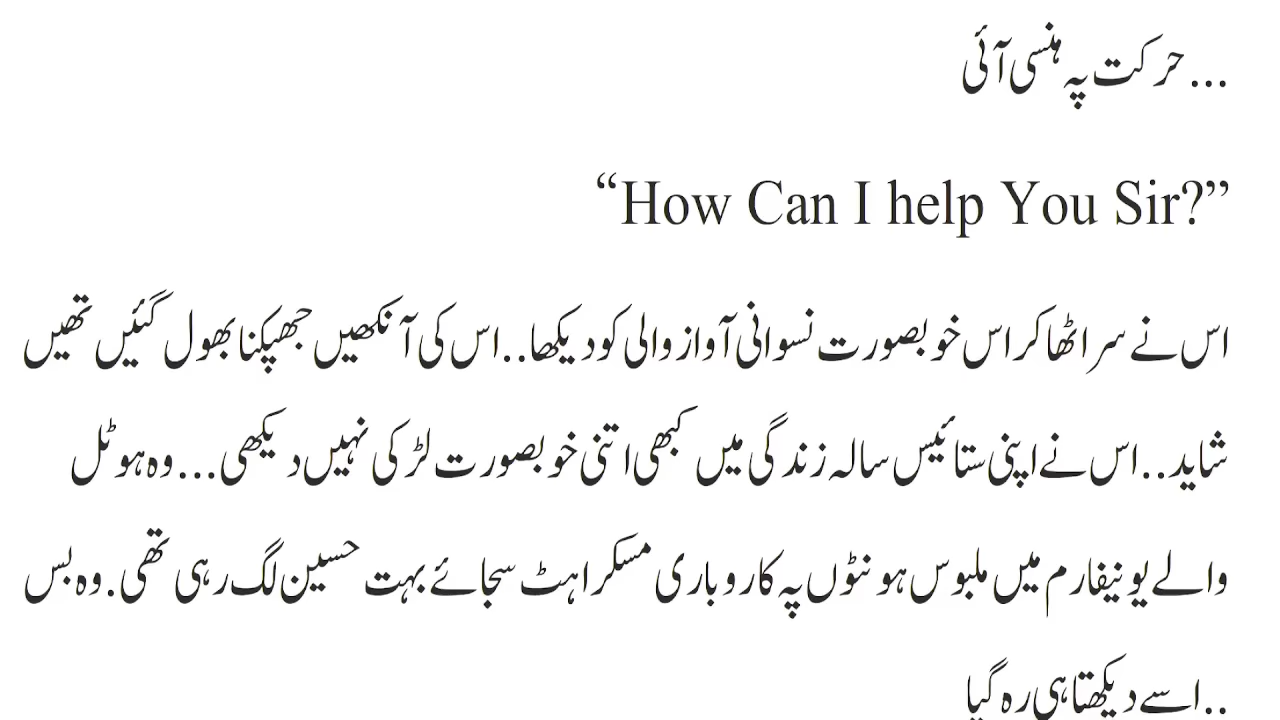 حرکت پہ ہنسی آئی...
“How Can I help You Sir?”
اس نے سر اٹھا کر اس خوبصورت نسوانی آواز والی کو دیکھا..اس کی آنکھیں جھپکنا بھول گئیں تھیں
شاید..اس نے اپنی ستائیس سالہ زندگی میں کبھی اتنی خوبصورت لڑکی نہیں دیکھی...وہ ہوٹل
والے یونیفارم میں ملبوس ہونٹوں پہ کاروباری مسکراہٹ سجائے بہت حسین لگ رہی تھی.وہ بس
اسے دیکھتا ہی رہ گیا..